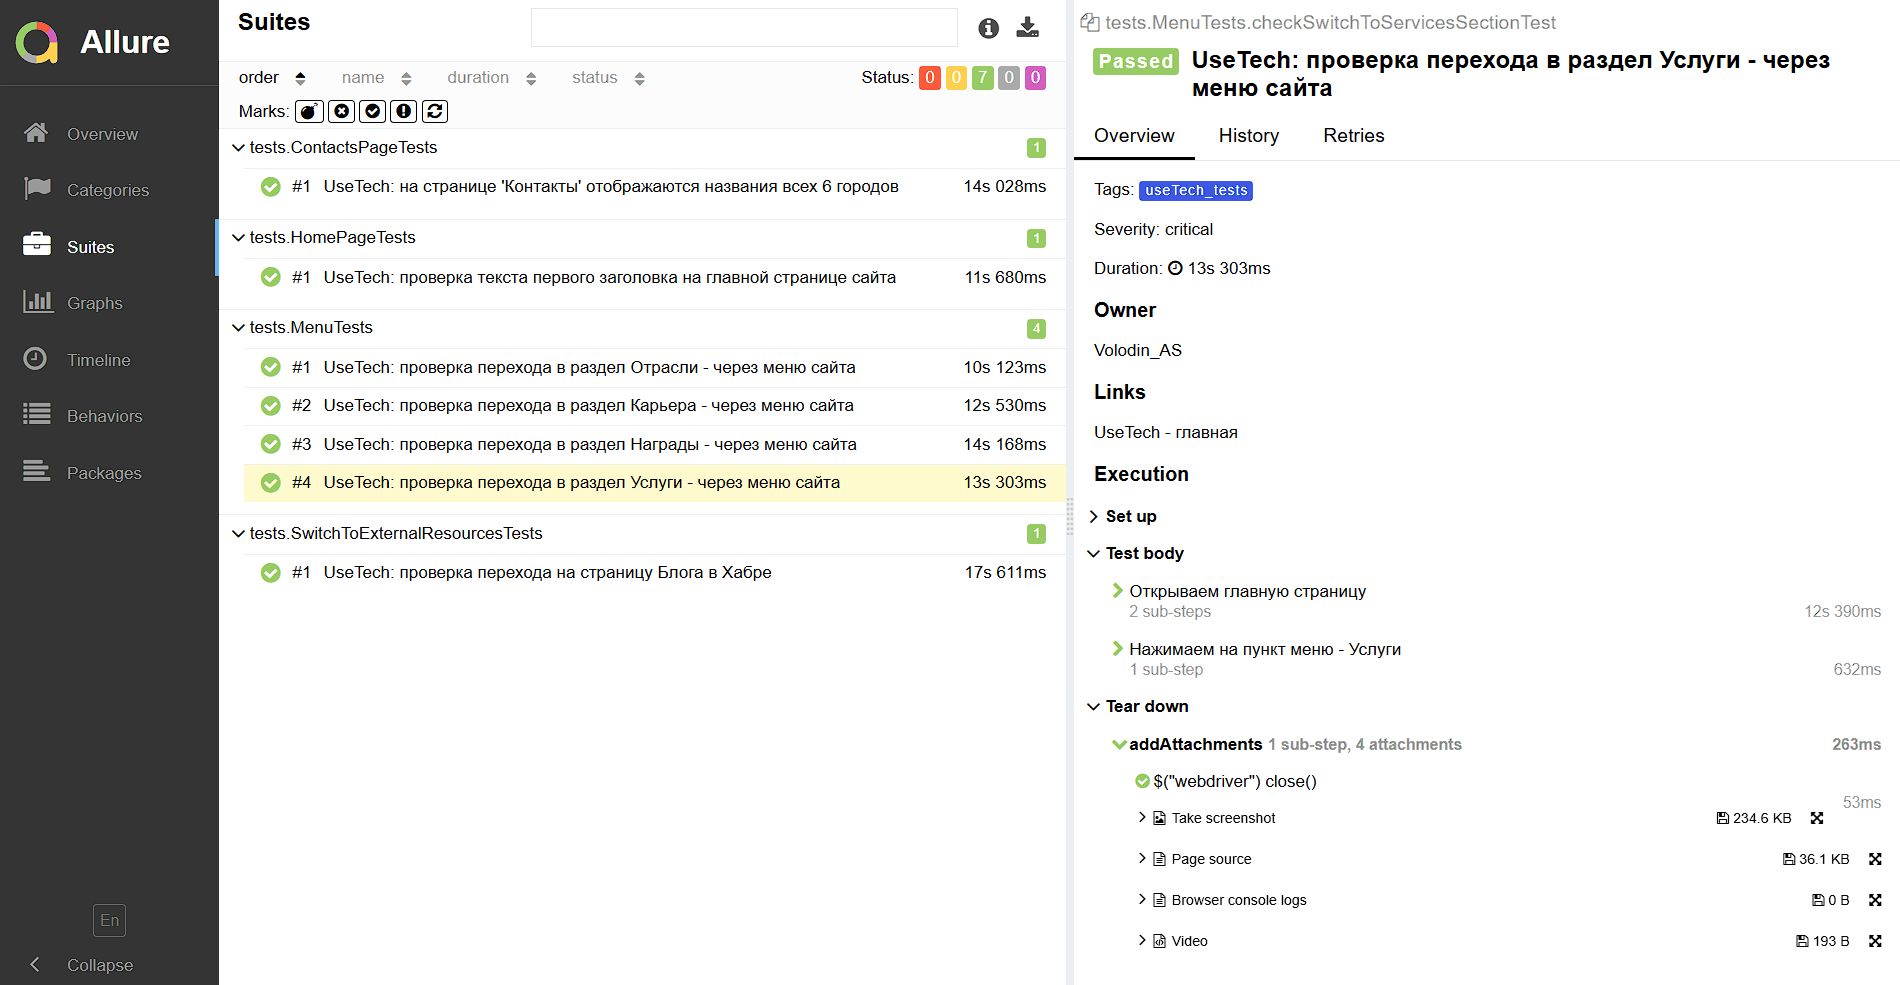 Allure
Overview
Categories
Suites
Graphs
Timeline
Behaviors
Packages
En
Collapse
Suites
order name duration status Status: 0 0 7 0 0
Marks:
tests.ContactsPageTests 1
#1 UseTech: на странице 'Контакты' отображаются названия всех 6 городов 14s 028ms
tests.HomePageTests 1
#1 UseTech: проверка текста первого заголовка на главной странице сайта 11s 680ms
tests.MenuTests 4
#1 UseTech: проверка перехода в раздел Отрасли - через меню сайта 10s 123ms
#2 UseTech: проверка перехода в раздел Карьера - через меню сайта 12s 530ms
#3 UseTech: проверка перехода в раздел Награды - через меню сайта 14s 168ms
#4 UseTech: проверка перехода в раздел Услуги - через меню сайта 13s 303ms
tests.SwitchToExternalResourcesTests 1
#1 UseTech: проверка перехода на страницу Блога в Хабре 17s 611ms
tests.MenuTests.checkSwitchToServicesSectionTest
Passed UseTech: проверка перехода в раздел Услуги - через
меню сайта
Overview History Retries
Tags: useTech_tests
Severity: critical
Duration: 13s 303ms
Owner
Volodin_AS
Links
UseTech - главная
Execution
Set up
Test body
Открываем главную страницу
2 sub-steps 12s 390ms
Нажимаем на пункт меню - Услуги
1 sub-step 632ms
Tear down
addAttachments 1 sub-step, 4 attachments 263ms
$("webdriver") close()
53ms
Take screenshot 234.6 KB
Page source 36.1 KB
Browser console logs 0 B
Video 193 B